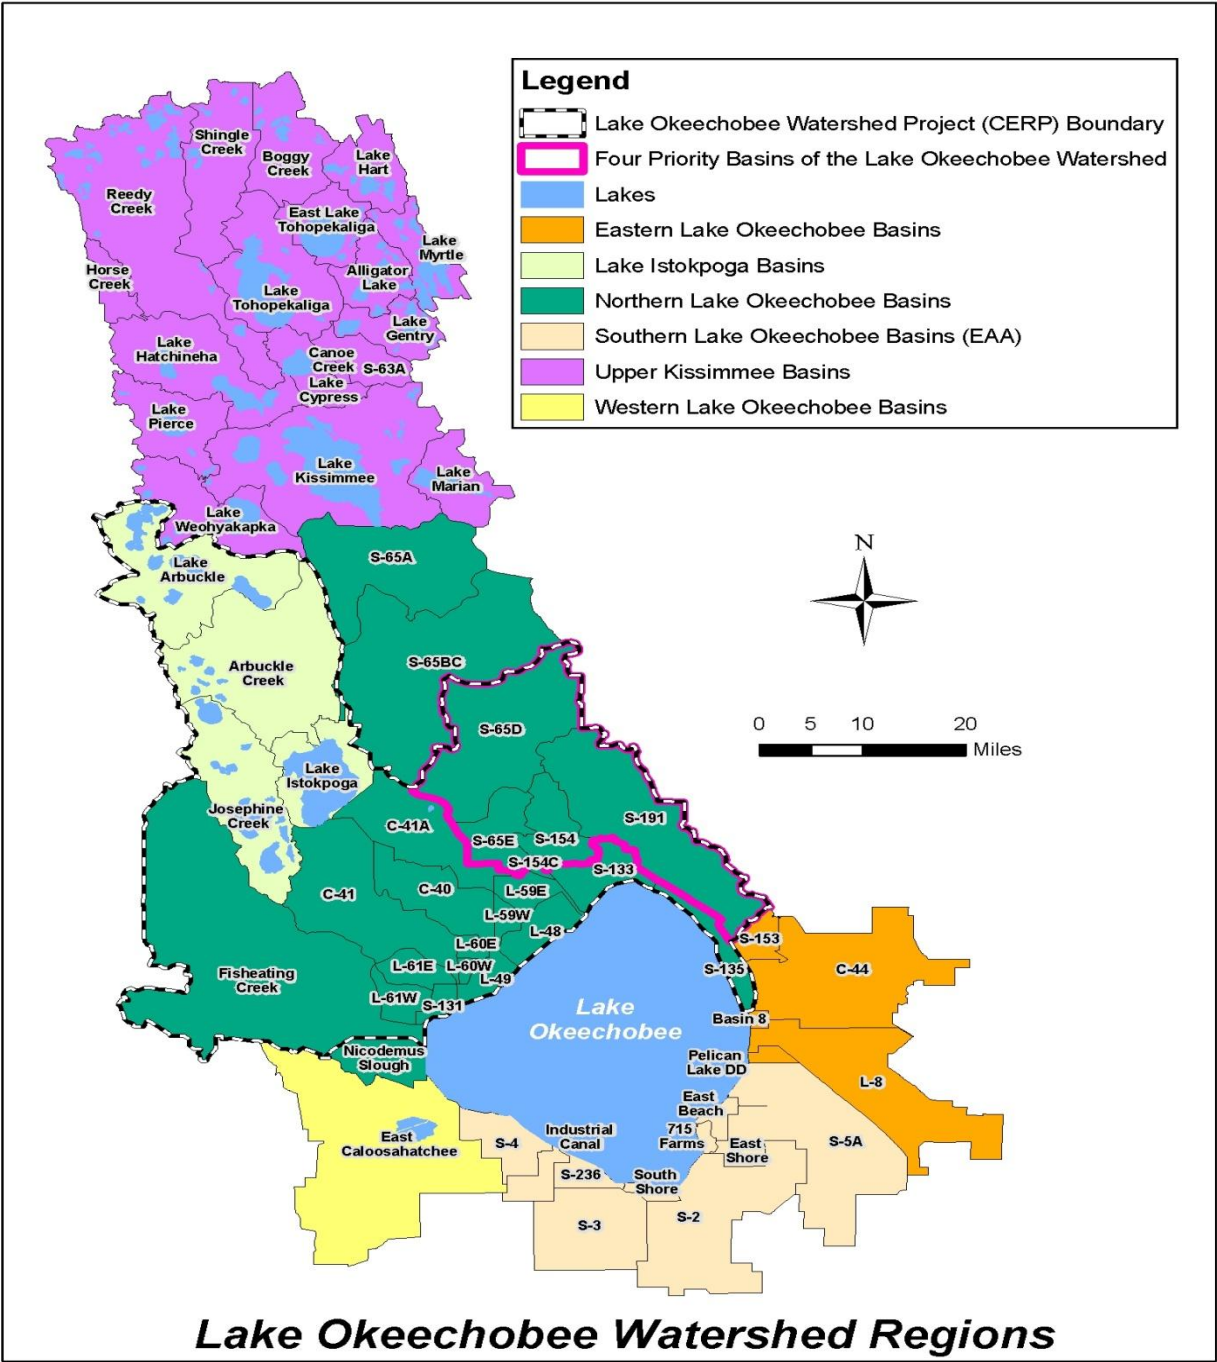 Legend
Lake Okeechobee Watershed Project (CERP) Boundary
Four Priority Basins of the Lake Okeechobee Watershed
Lakes
Eastern Lake Okeechobee Basins
Lake Istokpoga Basins
Northern Lake Okeechobee Basins
Southern Lake Okeechobee Basins (EAA)
Upper Kissimmee Basins
Western Lake Okeechobee Basins
Shingle
Creek
Boggy
Creek
Lake
Hart
Reedy
Creek
East Lake
Tohopekaliga
Lake
Myrtle
Horse
Creek
Alligator
Lake
Lake
Tohopekaliga
Lake
Gentry
Lake
Hatchineha
Canoe
Creek
S-63A
Lake
Cypress
Lake
Pierce
Lake
Kissimmee
Lake
Marian
Lake
Weohyakapka
S-65A
Lake
Arbuckle
N
S-65BC
Arbuckle
Creek
S-65D
0 5 10 20
Miles
Lake
Istokpoga
Josephine
Creek
C-41A
S-191
S-65E
S-154
S-154C
S-133
C-41
C-40
L-59E
L-59W
L-48
S-153
L-60E
L-61E
L-60W
L-49
S-135
C-44
Fisheating
Creek
L-61W
S-131
Lake
Okeechobee
Basin 8
Nicodemus
Slough
Pelican
Lake DD
L-8
East
Beach
East
Caloosahatchee
S-4
Industrial
Canal
715
Farms
East
Shore
S-5A
S-236
South
Shore
S-3
S-2
Lake Okeechobee Watershed Regions